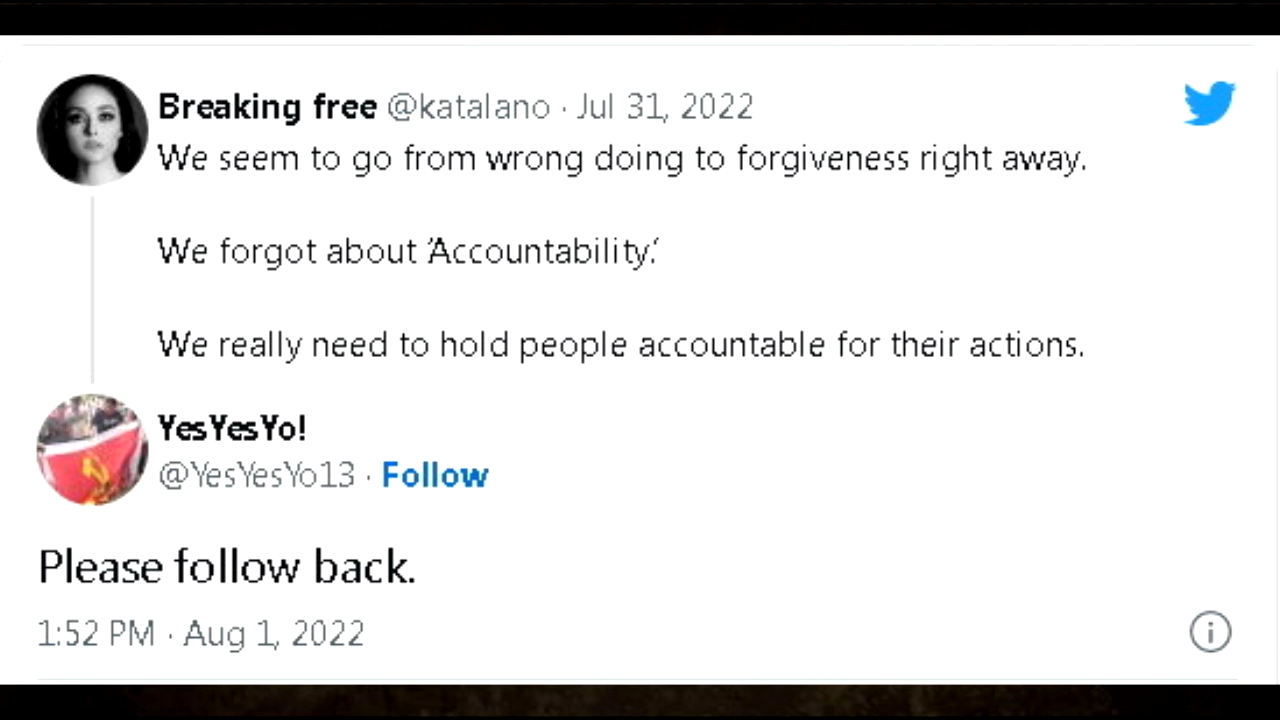 Breaking free @katalano · Jul 31, 2022
We seem to go from wrong doing to forgiveness right away.
We forgot about 'Accountability.'
We really need to hold people accountable for their actions.
YesYesYo!
@YesYesYo13 · Follow
Please follow back.
1:52 PM · Aug 1, 2022